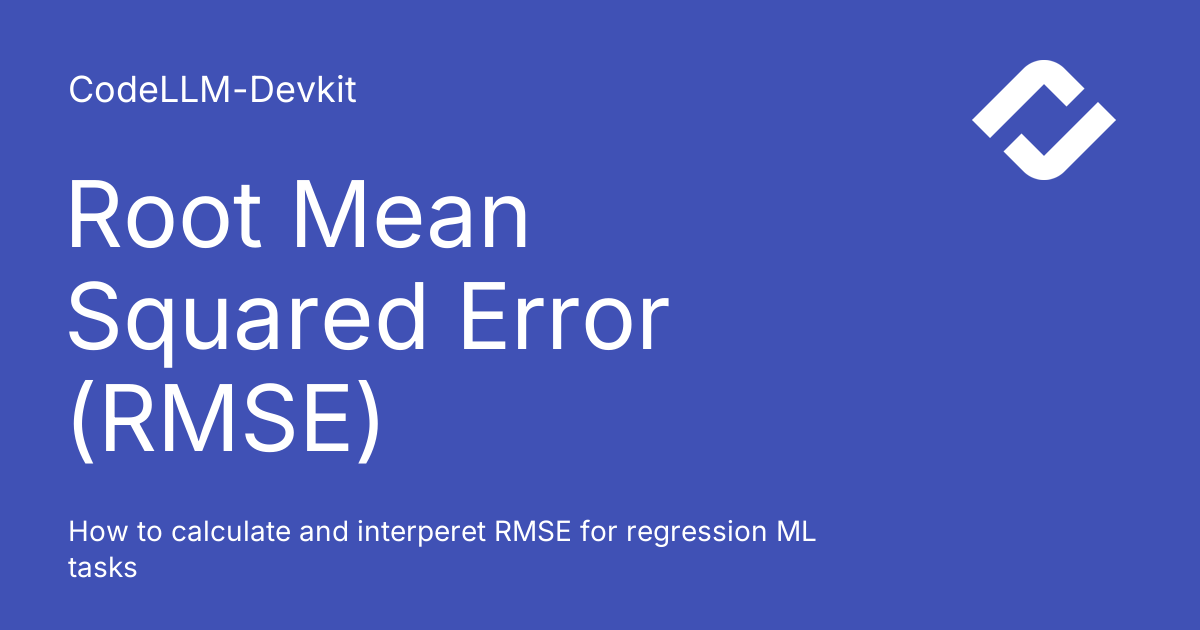 CodeLLM-Devkit
Root Mean
Squared Error
(RMSE)
How to calculate and interperet RMSE for regression ML
tasks